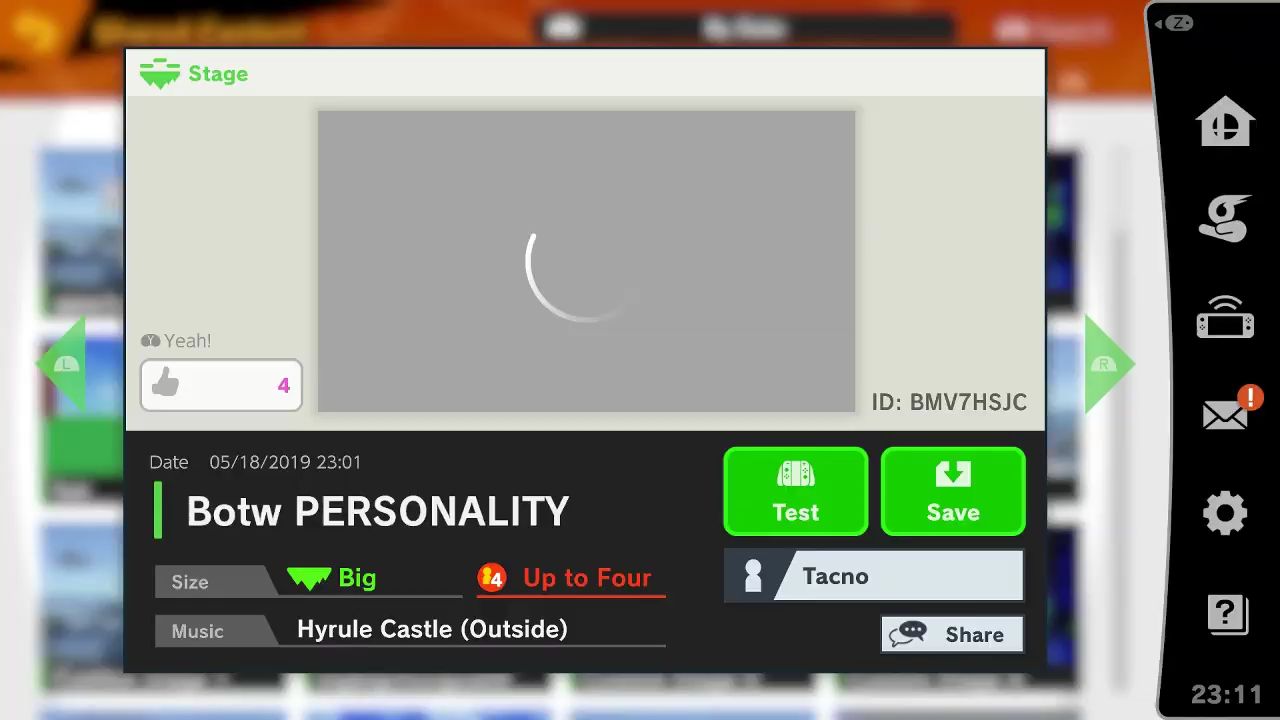 Stage
Yeah!
4
ID: BMV7HSJC
Date 05/18/2019 23:01
Botw PERSONALITY
Test
Save
Size Big
4 Up to Four
Tacno
Music Hyrule Castle (Outside)
Share
L
R
Z
!
?
23:11